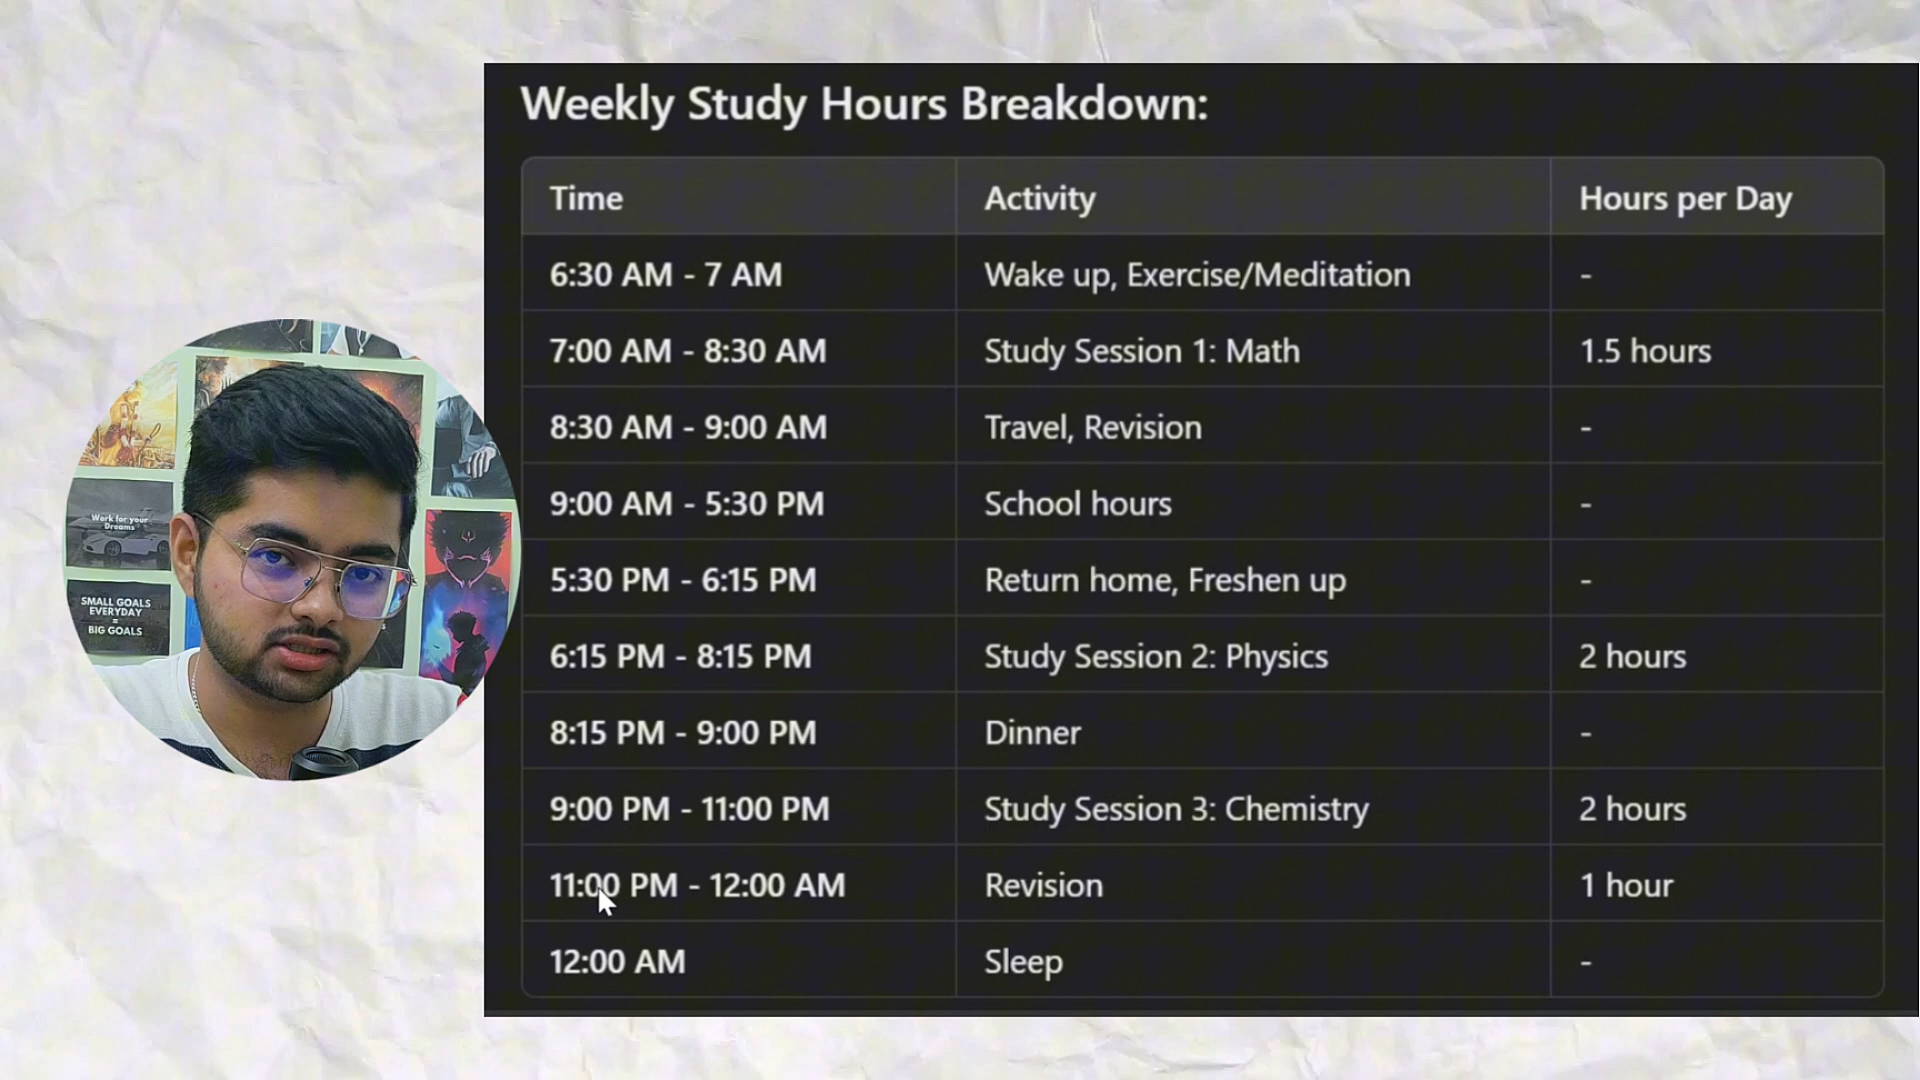 Weekly Study Hours Breakdown:
Time Activity Hours per Day
6:30 AM - 7 AM Wake up, Exercise/Meditation -
7:00 AM - 8:30 AM Study Session 1: Math 1.5 hours
8:30 AM - 9:00 AM Travel, Revision -
9:00 AM - 5:30 PM School hours -
5:30 PM - 6:15 PM Return home, Freshen up -
6:15 PM - 8:15 PM Study Session 2: Physics 2 hours
8:15 PM - 9:00 PM Dinner -
9:00 PM - 11:00 PM Study Session 3: Chemistry 2 hours
11:00 PM - 12:00 AM Revision 1 hour
12:00 AM Sleep -
Work for your
Dreams
SMALL GOALS
EVERYDAY
=
BIG GOALS